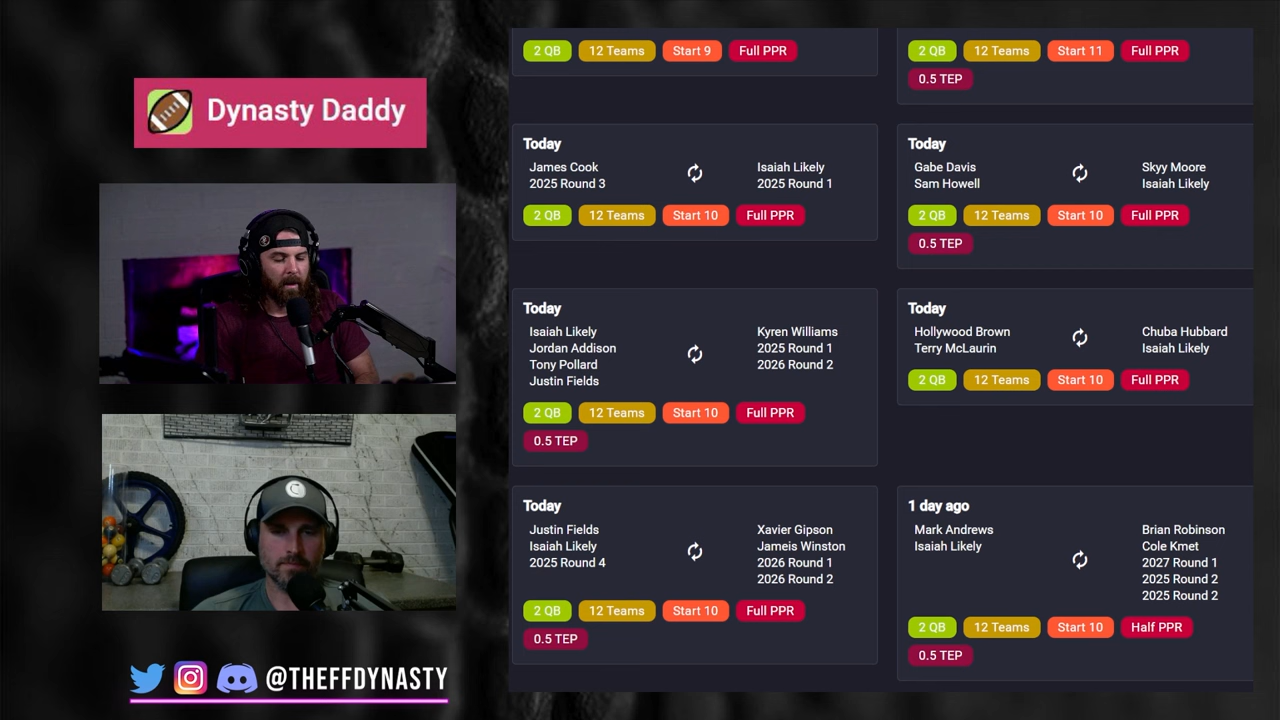 Dynasty Daddy
@THEFFDYNASTY
2 QB 12 Teams Start 9 Full PPR
2 QB 12 Teams Start 11 Full PPR
0.5 TEP
Today
James Cook Isaiah Likely
2025 Round 3 2025 Round 1
2 QB 12 Teams Start 10 Full PPR
Today
Gabe Davis Skyy Moore
Sam Howell Isaiah Likely
2 QB 12 Teams Start 10 Full PPR
0.5 TEP
Today
Isaiah Likely Kyren Williams
Jordan Addison 2025 Round 1
Tony Pollard 2026 Round 2
Justin Fields
2 QB 12 Teams Start 10 Full PPR
0.5 TEP
Today
Hollywood Brown Chuba Hubbard
Terry McLaurin Isaiah Likely
2 QB 12 Teams Start 10 Full PPR
Today
Justin Fields Xavier Gipson
Isaiah Likely Jameis Winston
2025 Round 4 2026 Round 1
2026 Round 2
2 QB 12 Teams Start 10 Full PPR
0.5 TEP
1 day ago
Mark Andrews Brian Robinson
Isaiah Likely Cole Kmet
2027 Round 1
2025 Round 2
2025 Round 2
2 QB 12 Teams Start 10 Half PPR
0.5 TEP